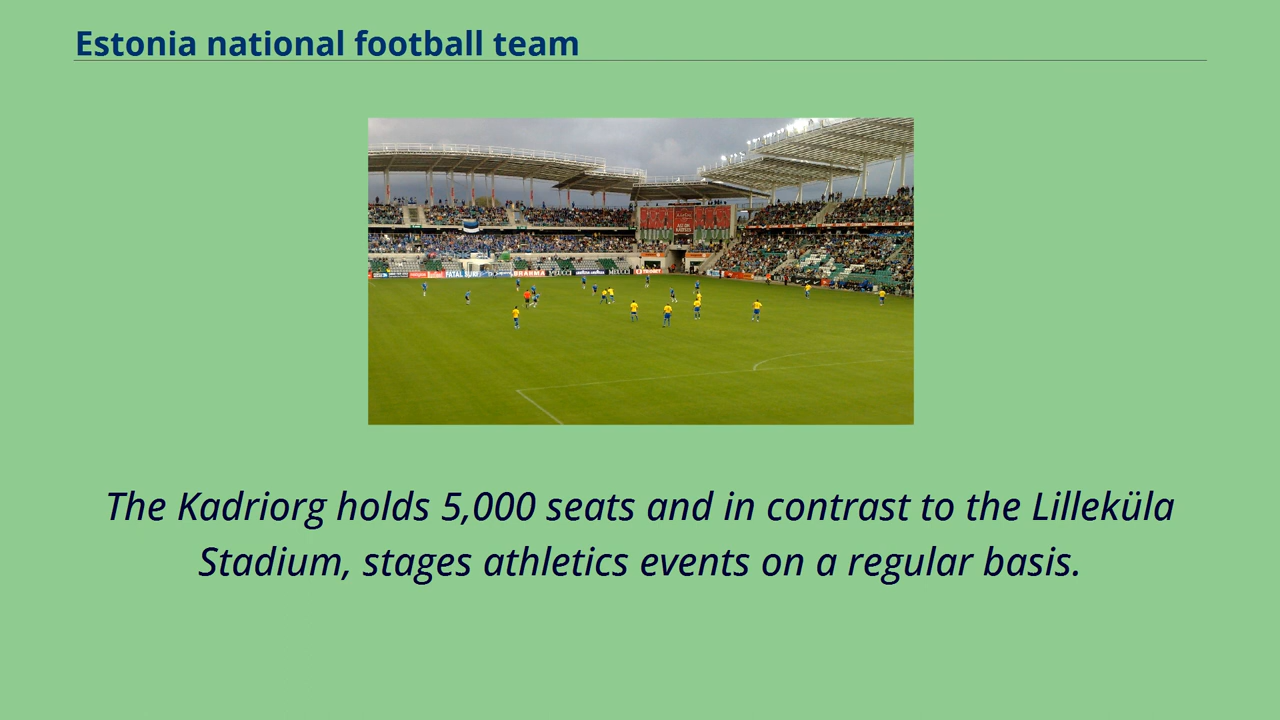 Estonia national football team
BRAHMA
The Kadriorg holds 5,000 seats and in contrast to the Lilleküla
Stadium, stages athletics events on a regular basis.